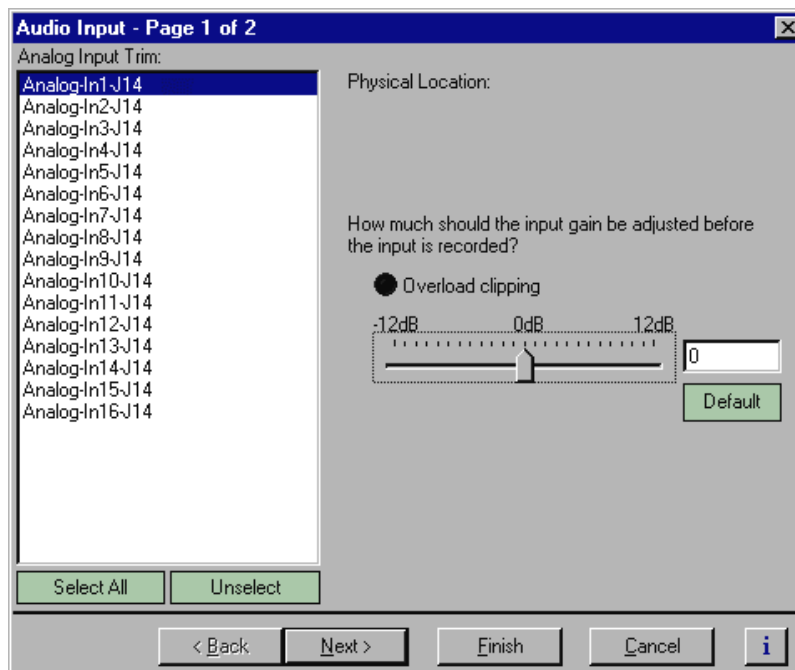 Audio Input - Page 1 of 2
Analog Input Trim:
Analog-In1-J14
Analog-In2-J14
Analog-In3-J14
Analog-In4-J14
Analog-In5-J14
Analog-In6-J14
Analog-In7-J14
Analog-In8-J14
Analog-In9-J14
Analog-In10-J14
Analog-In11-J14
Analog-In12-J14
Analog-In13-J14
Analog-In14-J14
Analog-In15-J14
Analog-In16-J14
Select All
Unselect
Physical Location:
How much should the input gain be adjusted before
the input is recorded?
Overload clipping
-12dB 0dB 12dB
0
Default
< Back
Next >
Finish
Cancel
i